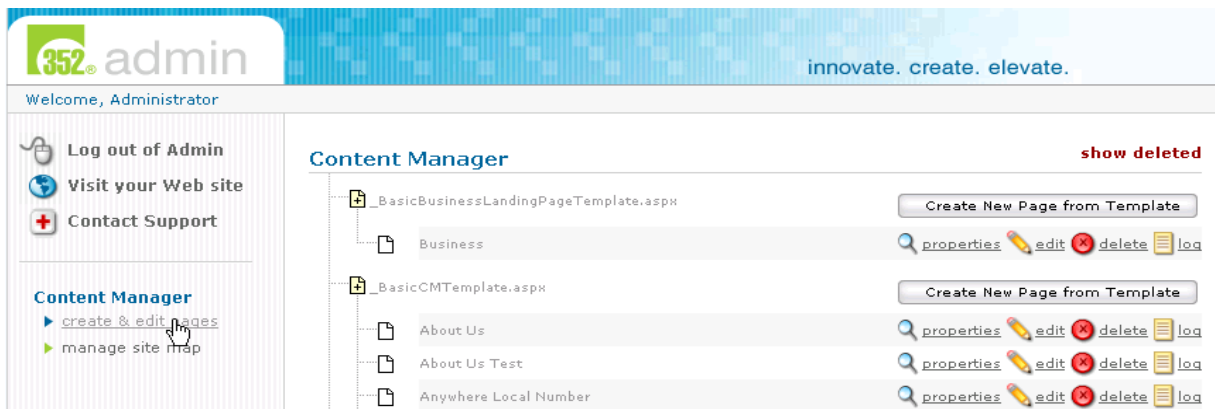 352® admin
innovate. create. elevate.
Welcome, Administrator
Log out of Admin
Visit your Web site
Contact Support
Content Manager
create & edit pages
manage site map
Content Manager
show deleted
_BasicBusinessLandingPageTemplate.aspx
Create New Page from Template
Business
properties edit delete log
_BasicCMTemplate.aspx
Create New Page from Template
About Us
properties edit delete log
About Us Test
properties edit delete log
Anywhere Local Number
properties edit delete log